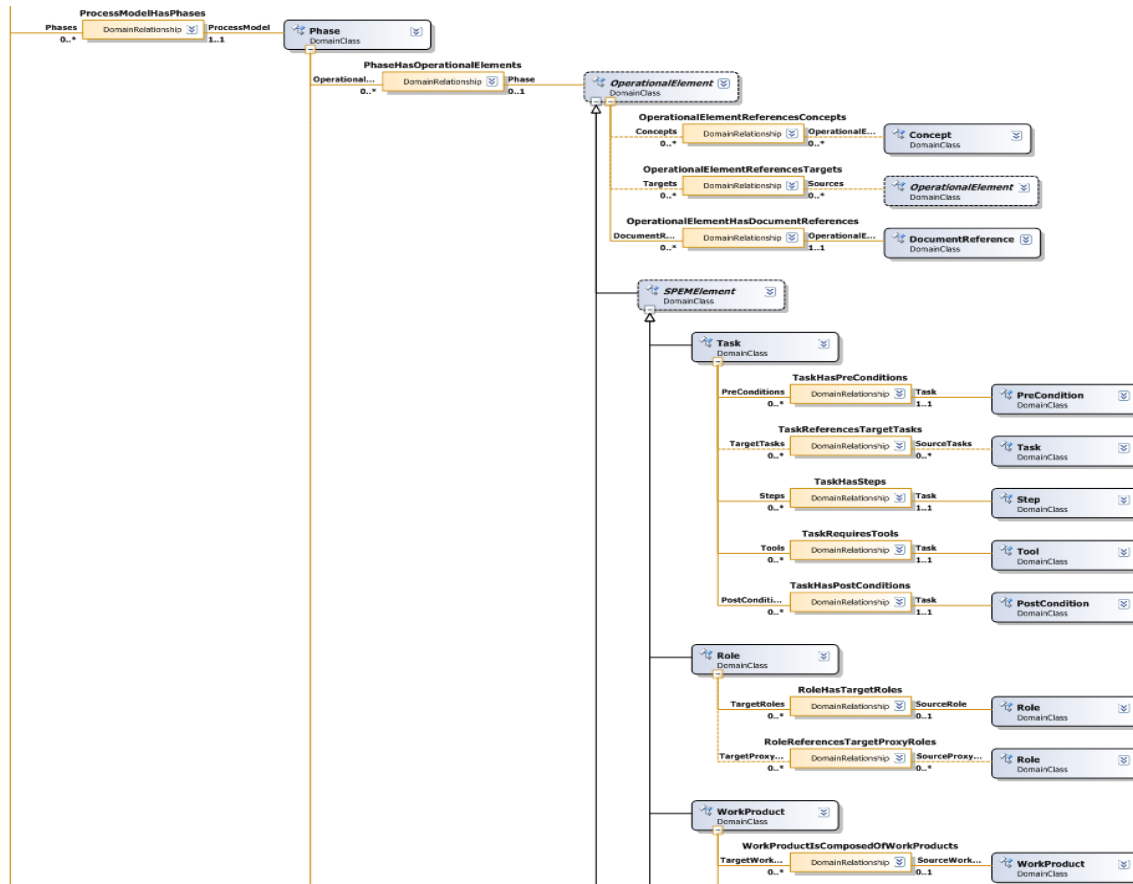 ProcessModelHasPhases
Phases DomainRelationship ProcessModel
0..* 1..1
Phase
DomainClass
PhaseHasOperationalElements
Operational... DomainRelationship Phase
0..* 0..1
OperationalElement
DomainClass
OperationalElementReferencesConcepts
Concepts DomainRelationship OperationalE...
0..* 0..*
Concept
DomainClass
OperationalElementReferencesTargets
Targets DomainRelationship Sources
0..* 0..*
OperationalElement
DomainClass
OperationalElementHasDocumentReferences
DocumentR... DomainRelationship OperationalE...
0..* 1..1
DocumentReference
DomainClass
SPEMElement
DomainClass
Task
DomainClass
TaskHasPreConditions
PreConditions DomainRelationship Task
0..* 1..1
PreCondition
DomainClass
TaskReferencesTargetTasks
TargetTasks DomainRelationship SourceTasks
0..* 0..*
Task
DomainClass
TaskHasSteps
Steps DomainRelationship Task
0..* 1..1
Step
DomainClass
TaskRequiresTools
Tools DomainRelationship Task
0..* 1..1
Tool
DomainClass
TaskHasPostConditions
PostConditi... DomainRelationship Task
0..* 1..1
PostCondition
DomainClass
Role
DomainClass
RoleHasTargetRoles
TargetRoles DomainRelationship SourceRole
0..* 0..1
Role
DomainClass
RoleReferencesTargetProxyRoles
TargetProxy... DomainRelationship SourceProxy...
0..* 0..*
Role
DomainClass
WorkProduct
DomainClass
WorkProductIsComposedOfWorkProducts
TargetWork... DomainRelationship SourceWork...
0..* 0..1
WorkProduct
DomainClass